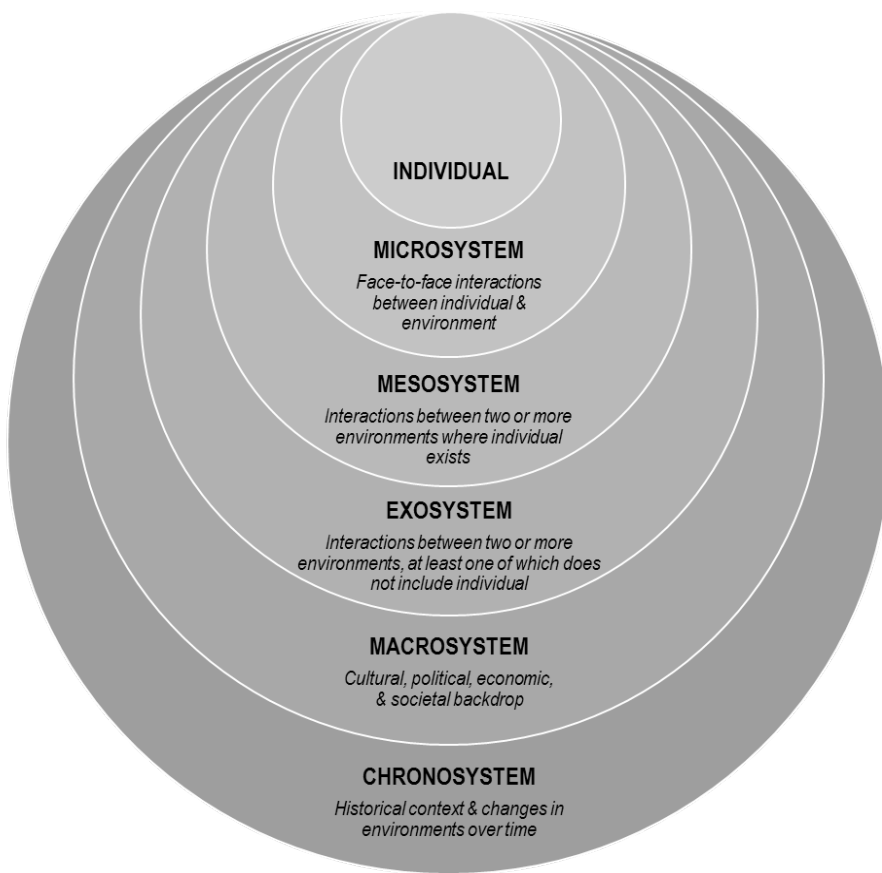 INDIVIDUAL
MICROSYSTEM
Face-to-face interactions
between individual &
environment
MESOSYSTEM
Interactions between two or more
environments where individual
exists
EXOSYSTEM
Interactions between two or more
environments, at least one of which does
not include individual
MACROSYSTEM
Cultural, political, economic,
& societal backdrop
CHRONOSYSTEM
Historical context & changes in
environments over time